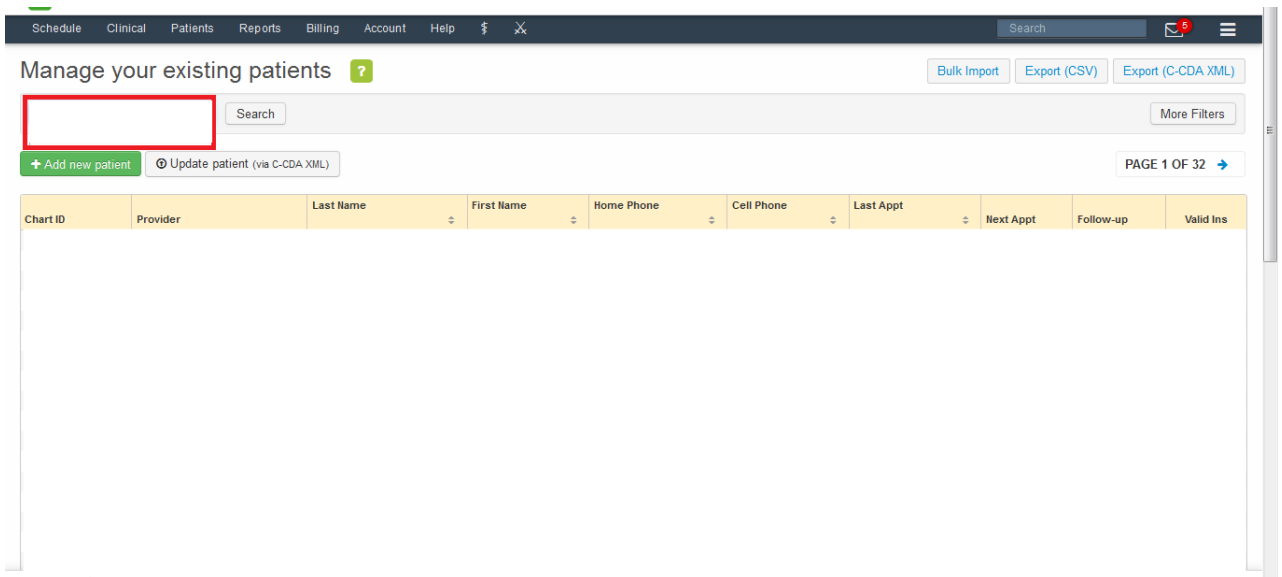 Schedule Clinical Patients Reports Billing Account Help Search 5
Manage your existing patients ? Bulk Import Export (CSV) Export (C-CDA XML)
Search More Filters
+ Add new patient Update patient (via C-CDA XML) PAGE 1 OF 32 →
Chart ID Provider Last Name First Name Home Phone Cell Phone Last Appt Next Appt Follow-up Valid Ins